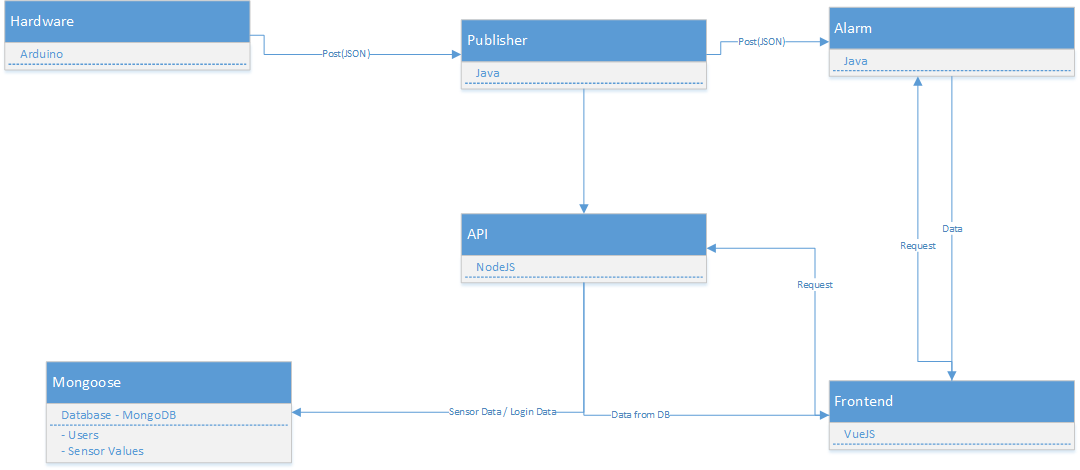 Hardware
Arduino
Post(JSON)
Publisher
Java
Post(JSON)
Alarm
Java
API
NodeJS
Request
Data
Request
Mongoose
Database - MongoDB
- Users
- Sensor Values
Sensor Data / Login Data
Data from DB
Frontend
VueJS